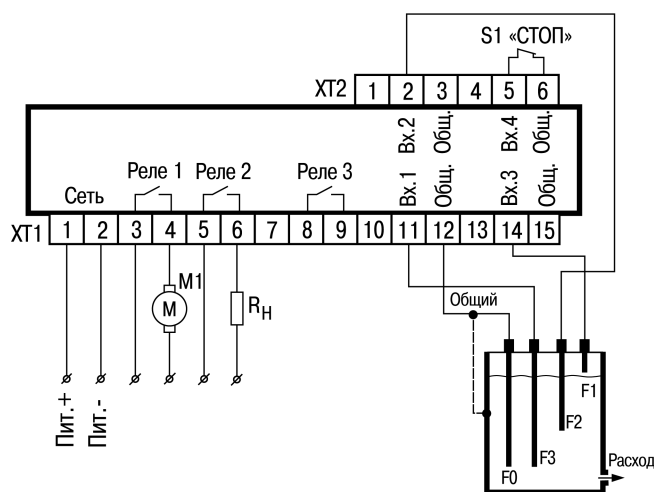 S1 «СТОП»
XT2 1 2 3 4 5 6
Вх.2 Общ. Вх.4 Общ.
Реле 1 Реле 2 Реле 3
Сеть
Вх.1 Общ. Вх.3 Общ.
XT1 1 2 3 4 5 6 7 8 9 10 11 12 13 14 15
М1
М
RН
Общий
Пит.+ Пит.-
F1
F2
F3
F0
Расход